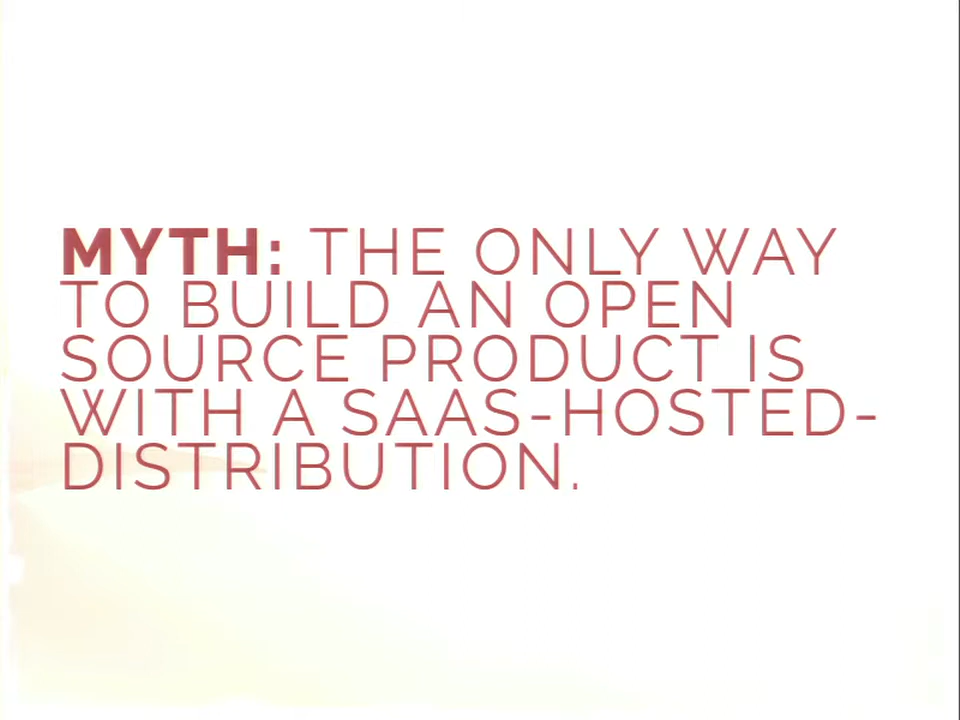 MYTH: THE ONLY WAY
TO BUILD AN OPEN
SOURCE PRODUCT IS
WITH A SAAS-HOSTED-
DISTRIBUTION.